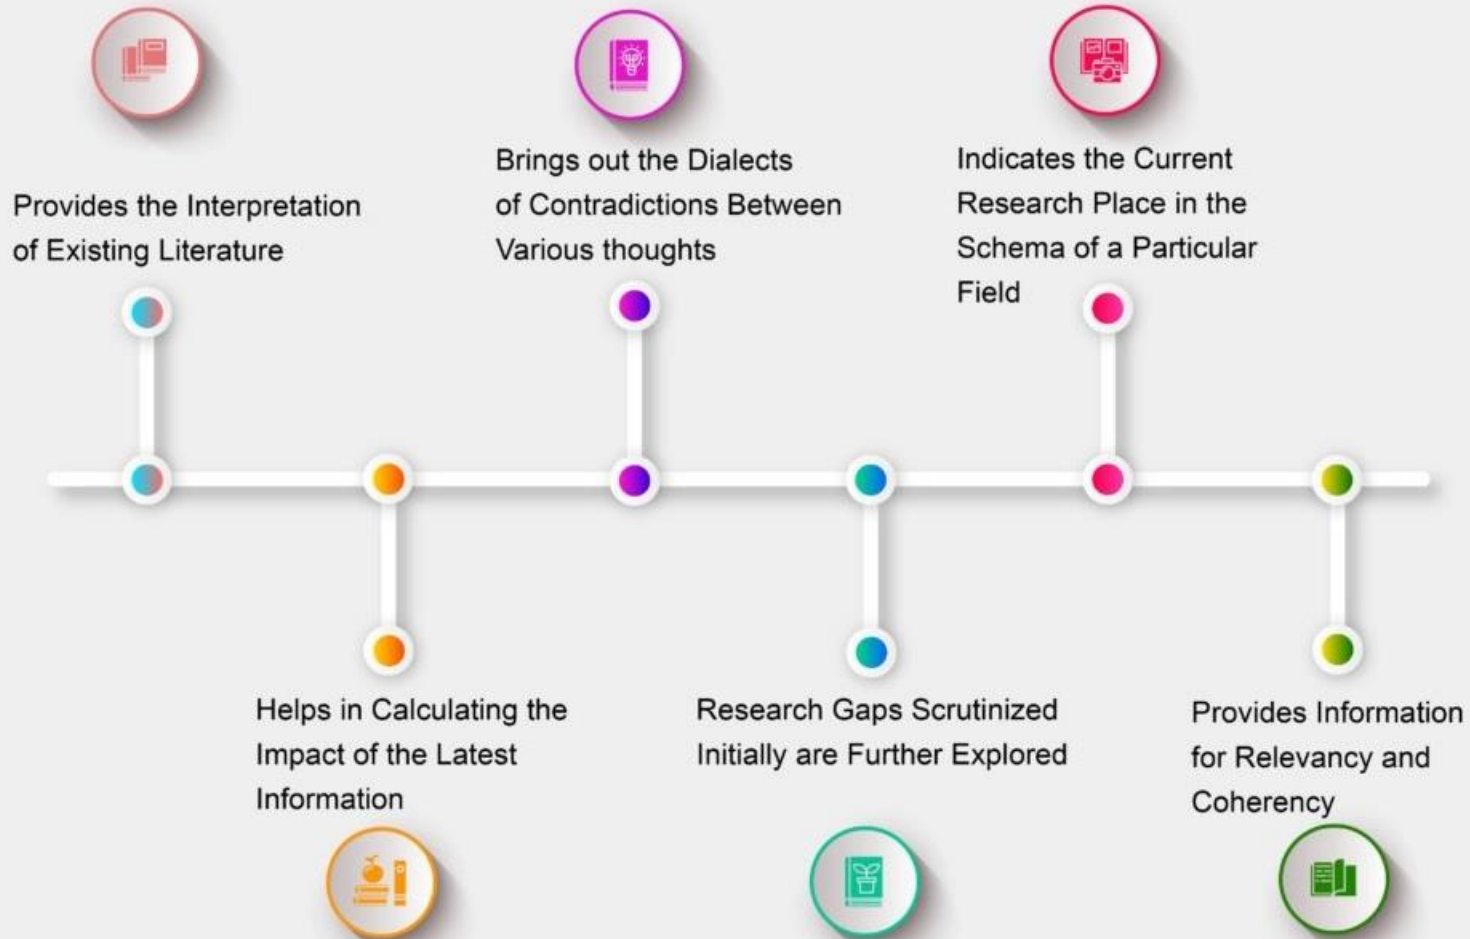 Provides the Interpretation
of Existing Literature
Brings out the Dialects
of Contradictions Between
Various thoughts
Indicates the Current
Research Place in the
Schema of a Particular
Field
Helps in Calculating the
Impact of the Latest
Information
Research Gaps Scrutinized
Initially are Further Explored
Provides Information
for Relevancy and
Coherency